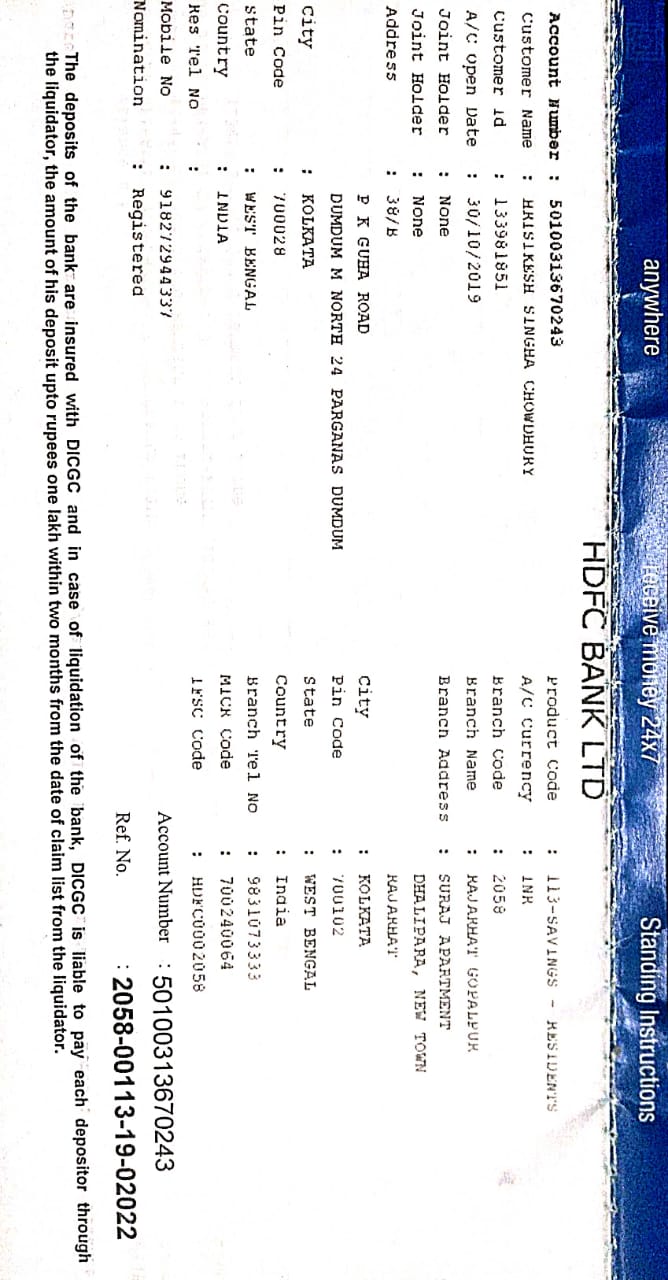 anywhere receive money 24x7 Standing Instructions
HDFC BANK LTD
Account Number : 50100313670243
Customer Name : HRISIKESH SINGHA CHOWDHURY
Customer Id : 133981851
A/C Open Date : 30/10/2019
Joint Holder : None
Joint Holder : None
Address : 38/B
P K GUHA ROAD
DUMDUM M NORTH 24 PARGANAS DUMDUM
City : KOLKATA
Pin Code : 700028
State : WEST BENGAL
Country : INDIA
Res Tel No :
Mobile No : 918272944337
Nomination : Registered
Product Code : 113-SAVINGS - RESIDENTS
A/C Currency : INR
Branch Code : 2058
Branch Name : RAJARHAT GOPALPUR
Branch Address : SURAJ APARTMENT
DHALIPARA, NEW TOWN
RAJARHAT
City : KOLKATA
Pin Code : 700102
State : WEST BENGAL
Country : India
Branch Tel No : 9831073333
MICR Code : 700240064
IFSC Code : HDFC0002058
Account Number : 50100313670243
Ref. No. : 2058-00113-19-02022
The deposits of the bank are insured with DICGC and in case of liquidation of the bank, DICGC is liable to pay each depositor through
the liquidator, the amount of his deposit upto rupees one lakh within two months from the date of claim list from the liquidator.